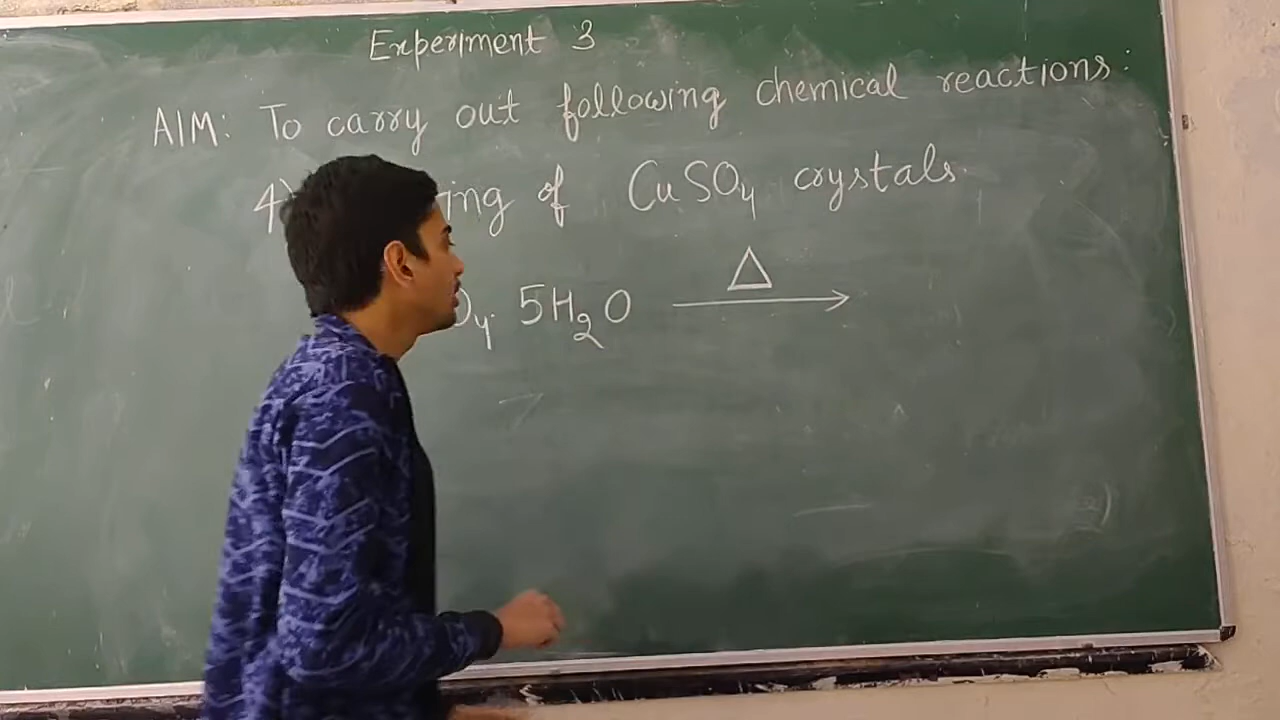 Experiment 3
AIM: To carry out following chemical reactions:
4) ing of CuSO4 crystals.
O4. 5H2O △ →